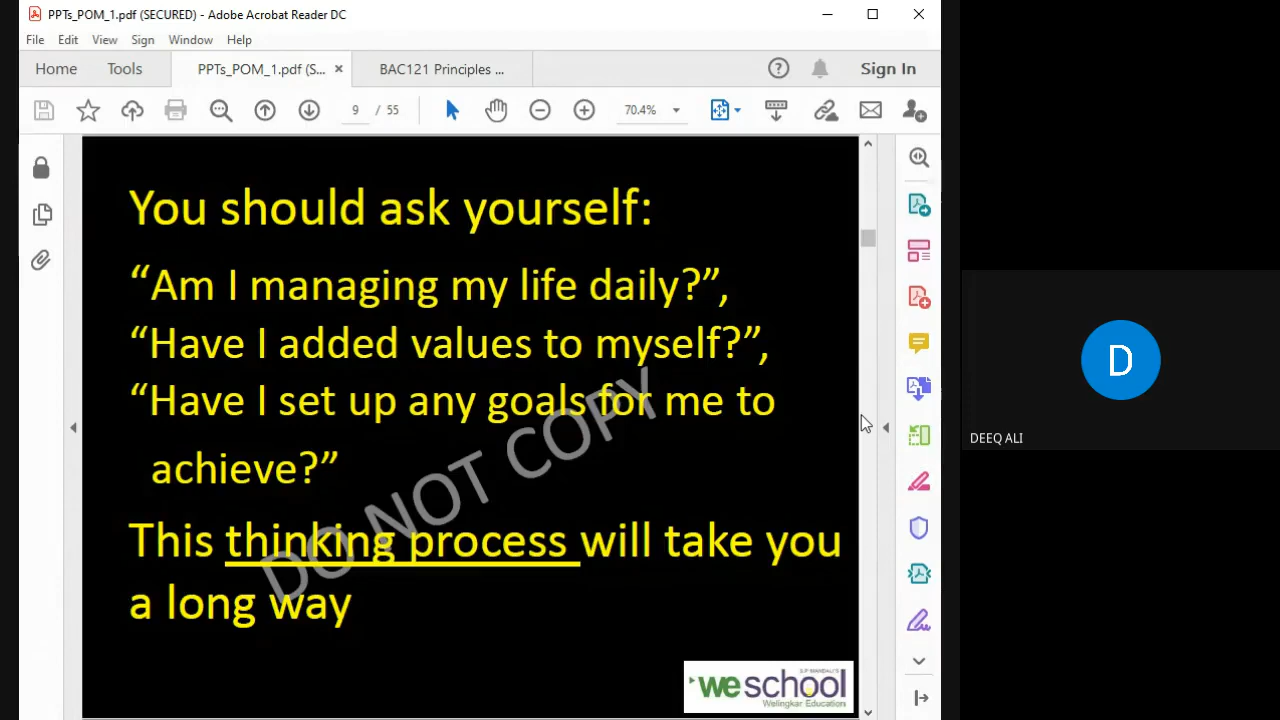 PPTs_POM_1.pdf (SECURED) - Adobe Acrobat Reader DC
File Edit View Sign Window Help
Home Tools PPTs_POM_1.pdf (S... × BAC121 Principles ... Sign In
9 / 55 70.4%
You should ask yourself:
“Am I managing my life daily?”,
“Have I added values to myself?”,
“Have I set up any goals for me to
achieve?”
This thinking process will take you
a long way
DO NOT COPY
S.P. MANDALI'S
weschool
Welingkar Education
D
DEEQ ALI